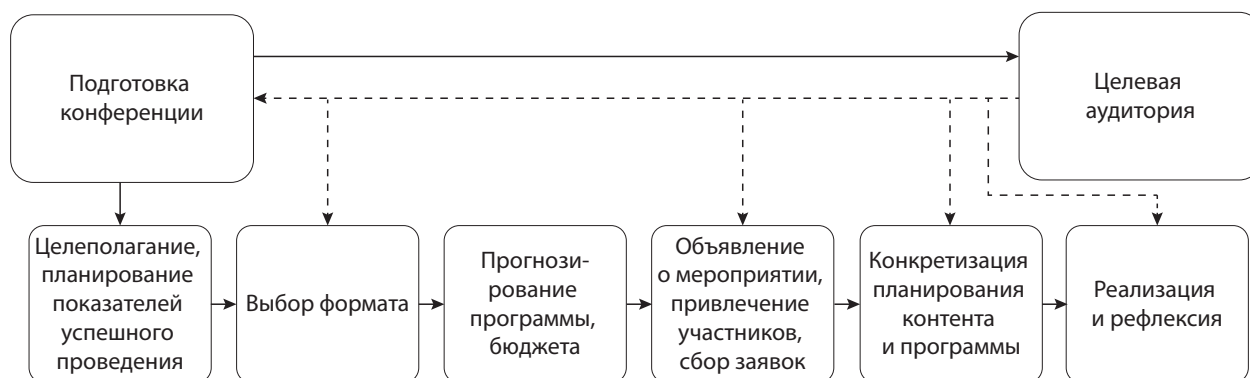 Подготовка
конференции
Целевая
аудитория
Целеполагание,
планирование
показателей
успешного
проведения
Выбор формата
Прогнози-
рование
программы,
бюджета
Объявление
о мероприятии,
привлечение
участников,
сбор заявок
Конкретизация
планирования
контента
и программы
Реализация
и рефлексия